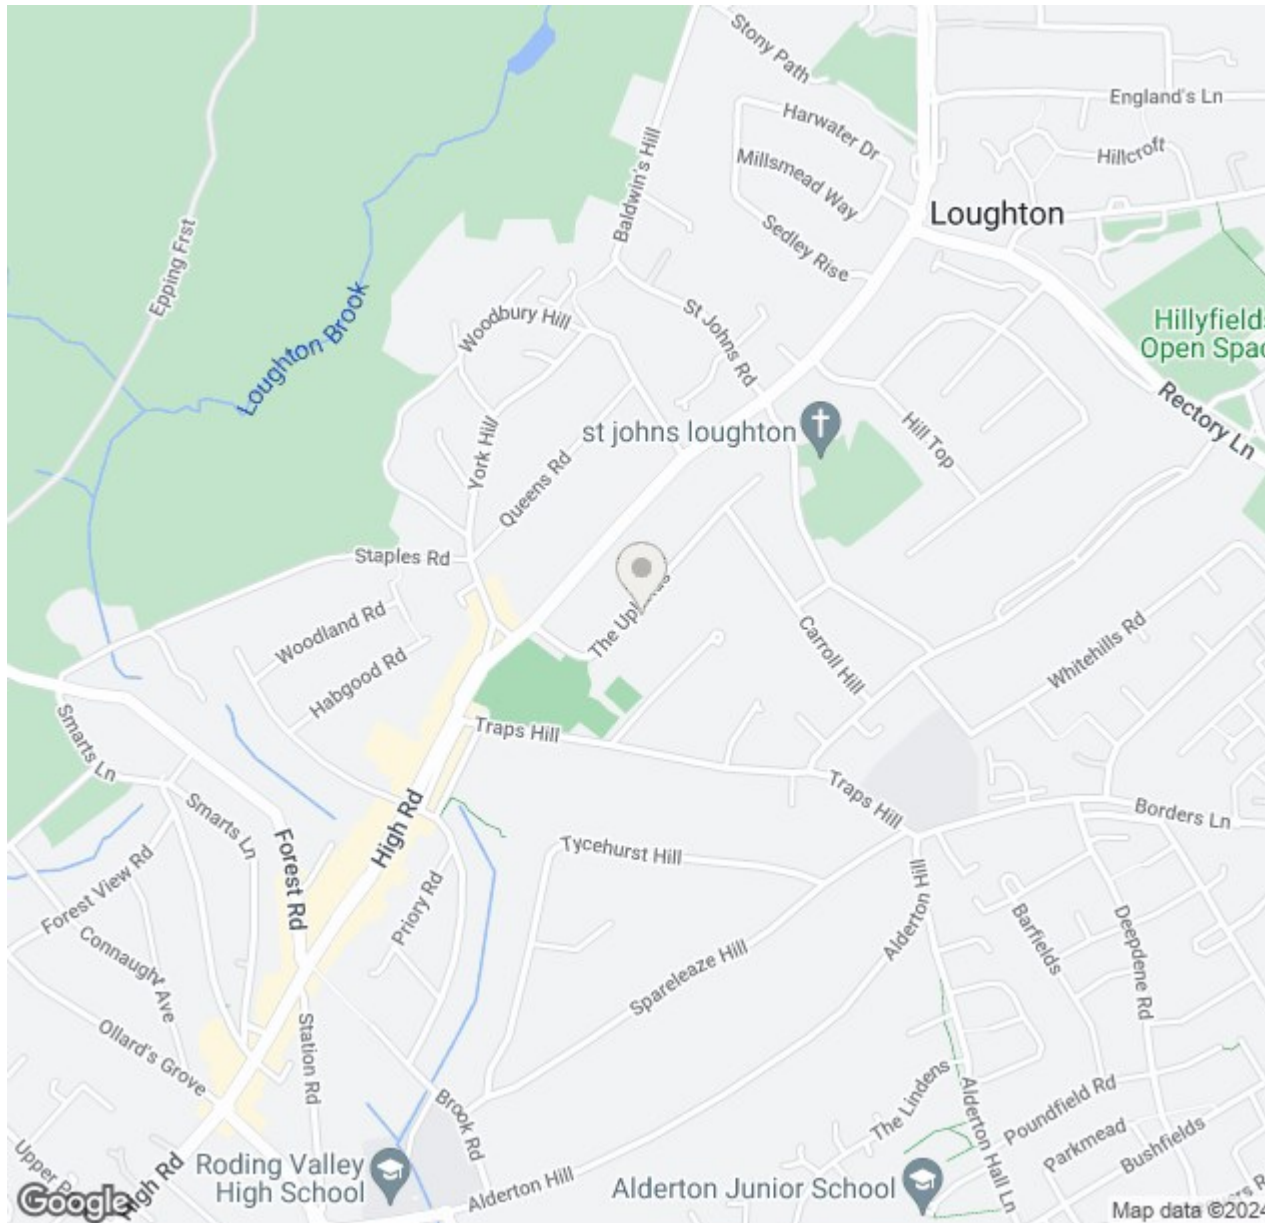 Stony Path
England's Ln
Harwater Dr
Hillcroft
Millsmead Way
Baldwin's Hill
Loughton
Sedley Rise
Epping Frst
Loughton Brook
Woodbury Hill
St Johns Rd
Hillyfields
Open Spac
Rectory Ln
st johns loughton
Hill Top
York Hill
Queens Rd
Staples Rd
The Uplands
Woodland Rd
Habgood Rd
Carroll Hill
Whitehills Rd
Smarts Ln
Traps Hill
Traps Hill
Smarts Ln
High Rd
Borders Ln
Forest Rd
Tycehurst Hill
Forest View Rd
Priory Rd
Alderton Hill
Barfields
Deepdene Rd
Connaught Ave
Spareleaze Hill
Ollard's Grove
Station Rd
The Lindens
Brook Rd
Alderton Hall Ln
Poundfield Rd
Parkmead
Bushfields
Roding Valley
High School
Alderton Hill
Alderton Junior School
High Rd
Google
Map data ©2024